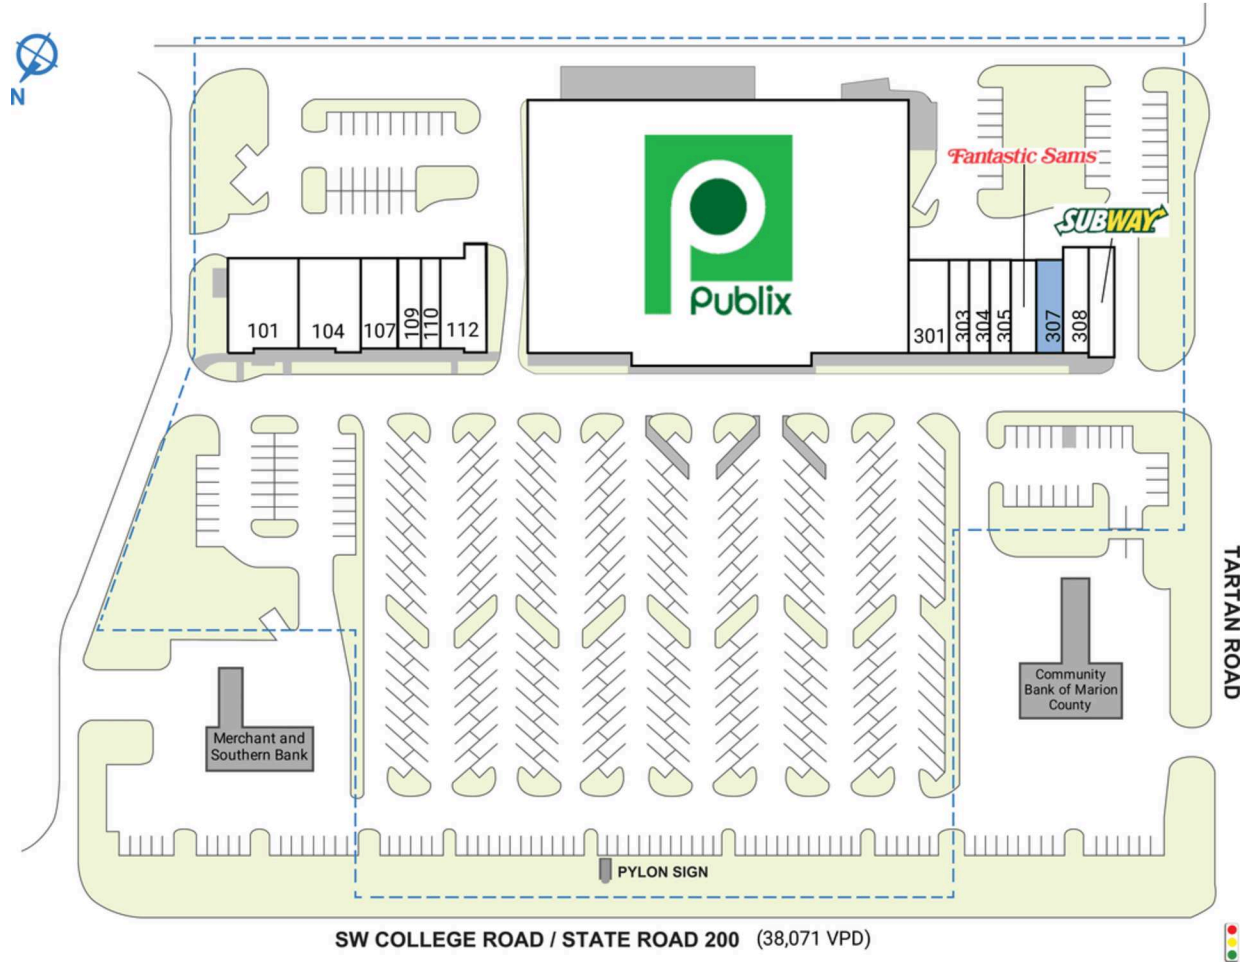 N
Fantastic Sams
SUBWAY
Publix
101
104
107
109
110
112
301
303
304
305
307
308
TARTAN ROAD
Community
Bank of Marion
County
Merchant and
Southern Bank
PYLON SIGN
SW COLLEGE ROAD / STATE ROAD 200 (38,071 VPD)